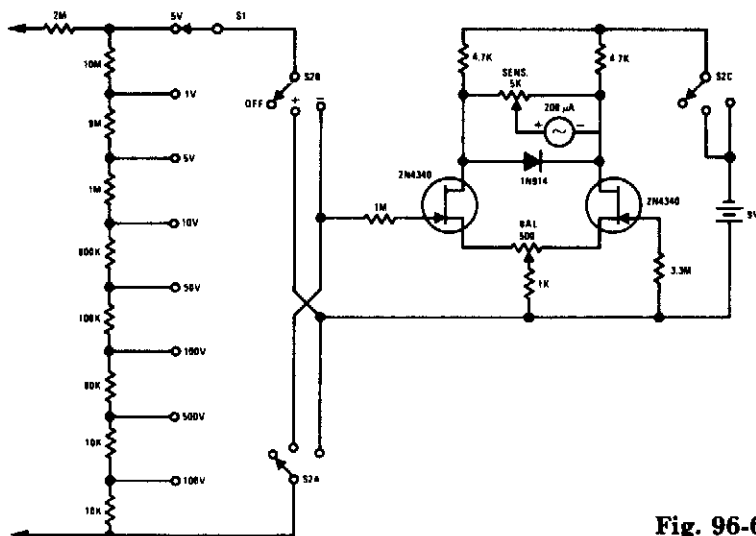 2M
5V
S1
10M
1V
9M
5V
1M
10V
800K
50V
100K
100V
80K
500V
10K
100V
10K
S2B
OFF
+
–
S2A
4.7K
SENS.
5K
4.7K
200 µA
+ –
1N914
2N4340
2N4340
1M
BAL
500
1K
3.3M
S2C
9V
Fig. 96-6